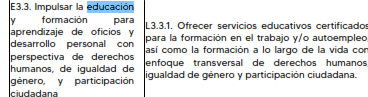 E3.3. Impulsar la educación
y formación para
aprendizaje de oficios y
desarrollo personal con
perspectiva de derechos
humanos, de igualdad de
género, y participación
ciudadana
L3.3.1. Ofrecer servicios educativos certificados
para la formación en el trabajo y/o autoempleo,
así como la formación a lo largo de la vida con
enfoque transversal de derechos humanos,
igualdad de género y participación ciudadana.